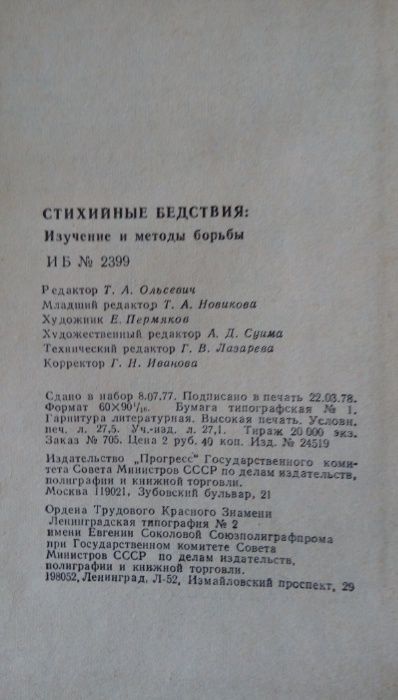 СТИХИЙНЫЕ БЕДСТВИЯ:
Изучение и методы борьбы
И Б № 2399
Редактор Т. А. Ольсевич
Младший редактор Т. А. Новикова
Художник Е. Пермяков
Художественный редактор А. Д. Суима
Технический редактор Г. В. Лазарева
Корректор Г. Н. Иванова
Сдано в набор 8.07.77. Подписано в печать 22.03.78.
Формат 60X90¹/₁₆. Бумага типографская № 1.
Гарнитура литературная. Высокая печать. Условн.
печ. л. 27,5. Уч.-изд. л. 27,1. Тираж 20 000 экз.
Заказ № 705. Цена 2 руб. 40 коп. Изд. № 24519
Издательство „Прогресс" Государственного коми-
тета Совета Министров СССР по делам издательств,
полиграфии и книжной торговли.
Москва 119021, Зубовский бульвар, 21
Ордена Трудового Красного Знамени
Ленинградская типография № 2
имени Евгении Соколовой Союзполиграфпрома
при Государственном комитете Совета
Министров СССР по делам издательств,
полиграфии и книжной торговли.
198052, Ленинград, Л-52, Измайловский проспект, 29